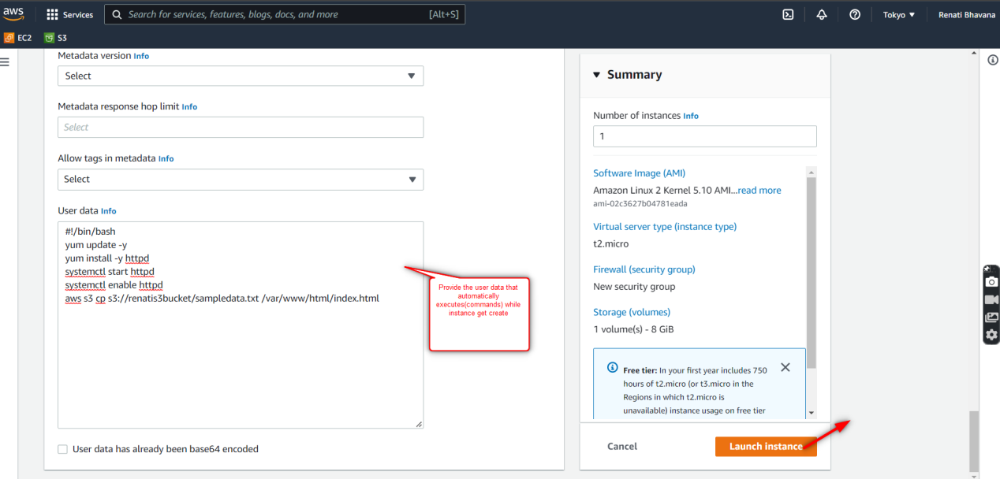 aws
Services
Search for services, features, blogs, docs, and more
[Alt+S]
Tokyo ▼
Renati Bhavana
EC2
S3
Metadata version Info
Select
Metadata response hop limit Info
Select
Allow tags in metadata Info
Select
User data Info
#!/bin/bash
yum update -y
yum install -y httpd
systemctl start httpd
systemctl enable httpd
aws s3 cp s3://renatis3bucket/sampledata.txt /var/www/html/index.html
Provide the user data that
automatically
executes(commands) while
instance get create
User data has already been base64 encoded
▼ Summary
Number of instances Info
1
Software Image (AMI)
Amazon Linux 2 Kernel 5.10 AMI...read more
ami-02c3627b04781eada
Virtual server type (instance type)
t2.micro
Firewall (security group)
New security group
Storage (volumes)
1 volume(s) - 8 GiB
Free tier: In your first year includes 750
hours of t2.micro (or t3.micro in the
Regions in which t2.micro is
unavailable) instance usage on free tier
Cancel
Launch instance